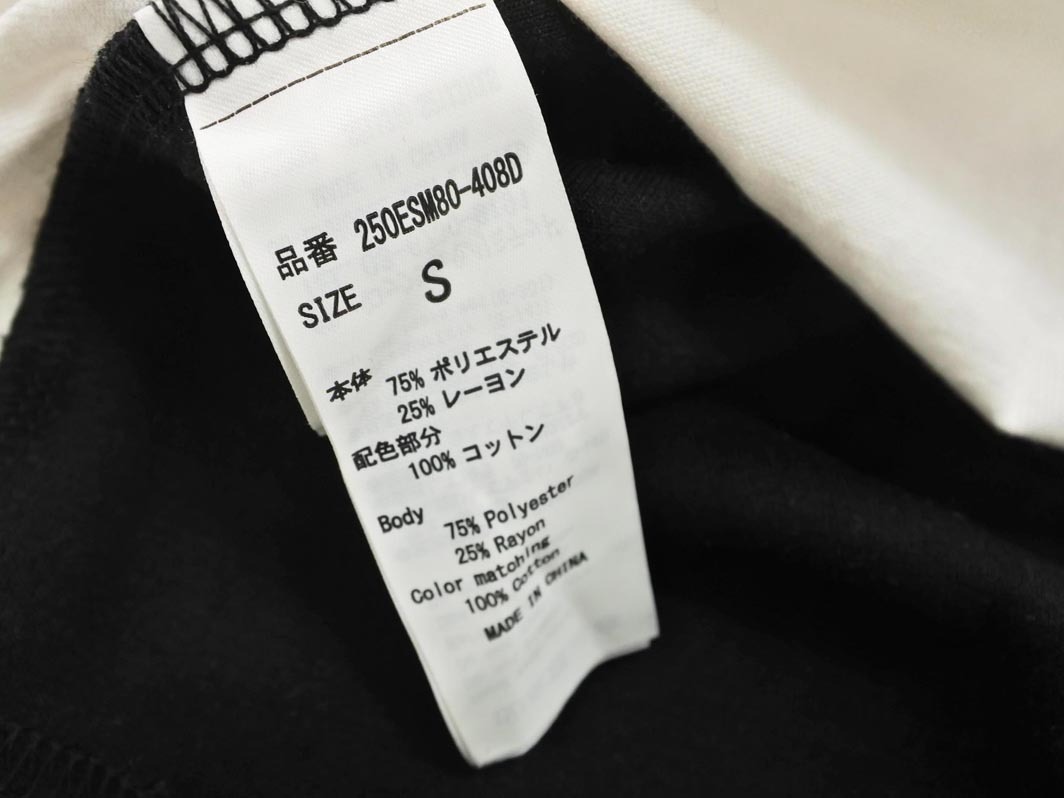 品番 250ESM80-408D
SIZE S
本体 75% ポリエステル
25% レーヨン
配色部分
100% コットン
Body 75% Polyester
25% Rayon
Color matching
100% Cotton
MADE IN CHINA